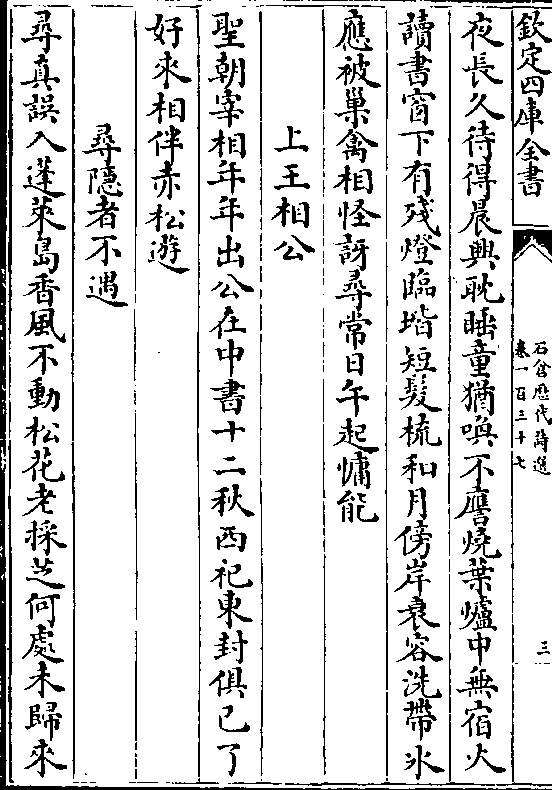 欽定四庫全書
石倉歷代詩選
卷一百三十七
三
夜長久待得晨興耽睡童猶喚不譍燒葉爐中無宿火
讀書窗下有殘燈臨堦短髮梳和月傍岸衰容洗帶冰
應被巢禽相怪訝尋常日午起慵能
上王相公
聖朝宰相年年出公在中書十二秋西祀東封俱已了
好來相伴赤松遊
尋隠者不遇
尋真誤入蓬萊島香風不動松花老採芝何處未歸來